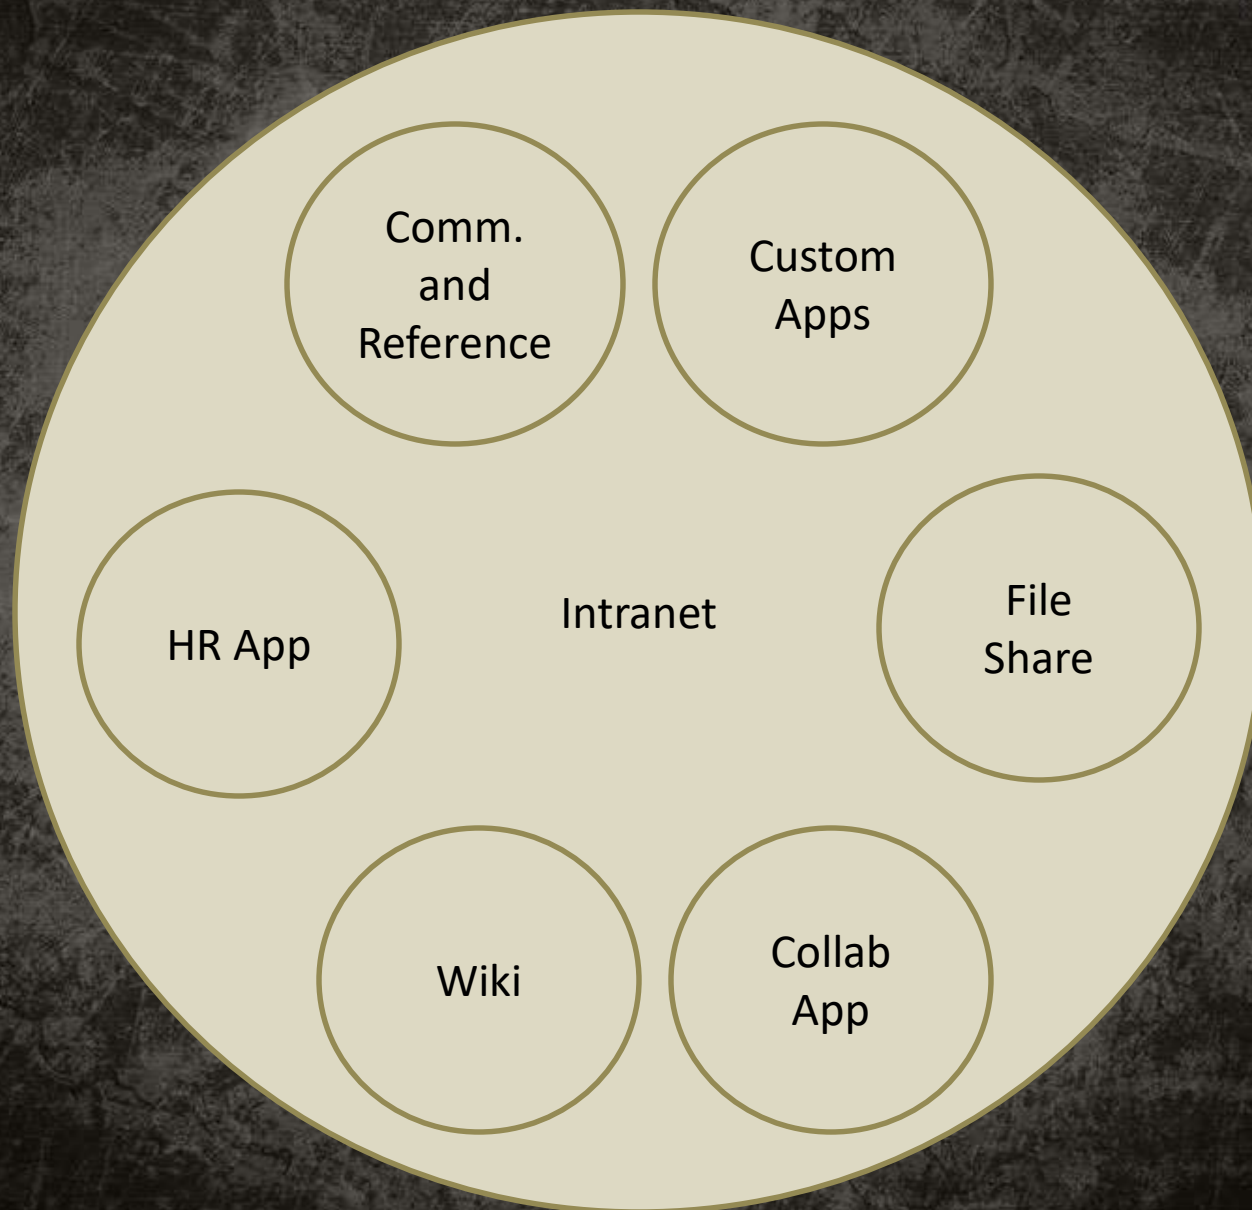 Comm.
and
Reference
Custom
Apps
HR App
Intranet
File
Share
Wiki
Collab
App